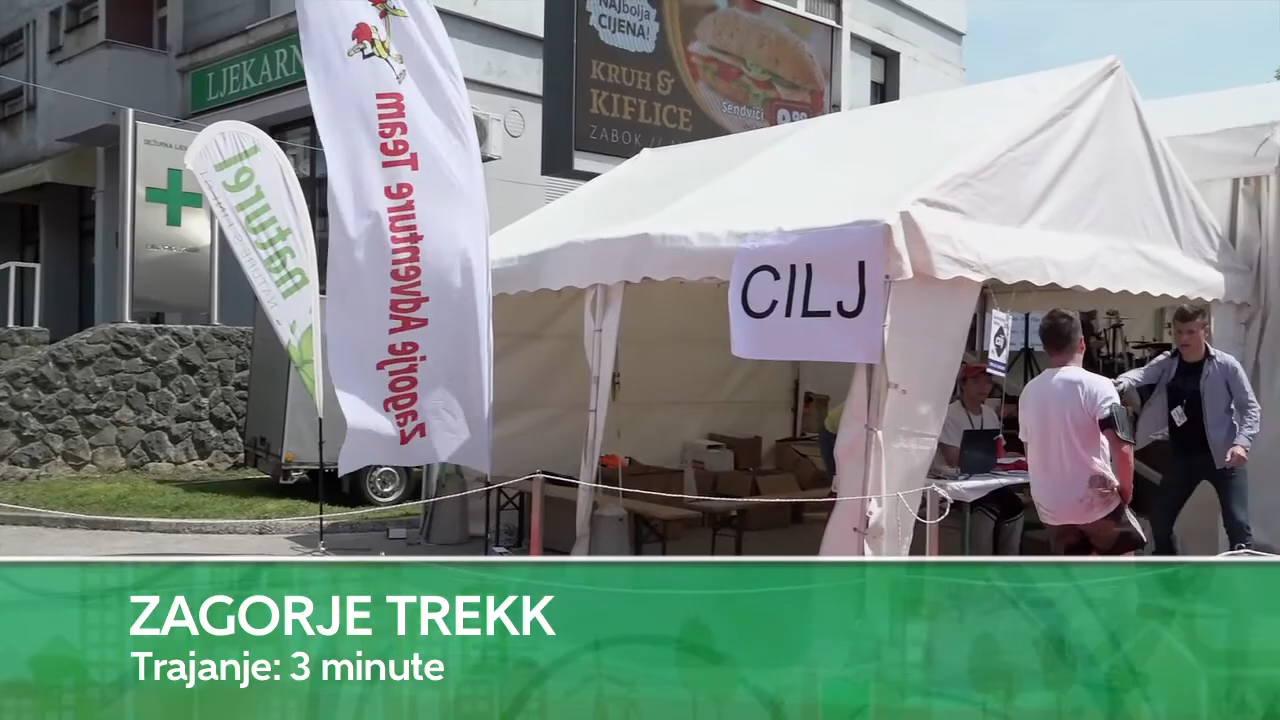 NAJbolja
CIJENA!
KRUH &
KIFLICE
ZABOK //
Sendviči
LJEKARN
naturel
Zagorje Adventure Team
CILJ
ZAGORJE TREKK
Trajanje: 3 minute